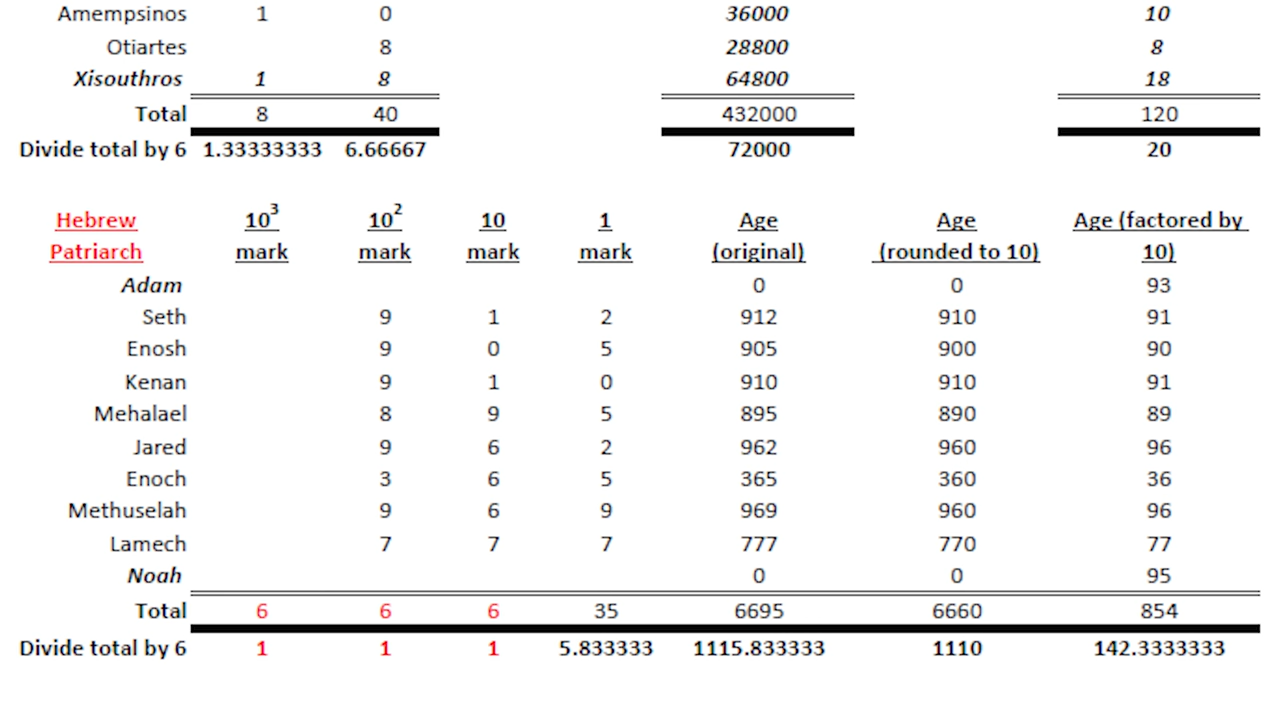 Amempsinos 1 0 36000 10
Otiartes 8 28800 8
Xisouthros 1 8 64800 18
Total 8 40 432000 120
Divide total by 6 1.33333333 6.66667 72000 20
Hebrew 10³ 10² 10 1 Age Age Age (factored by
Patriarch mark mark mark mark (original) (rounded to 10) 10)
Adam 0 0 93
Seth 9 1 2 912 910 91
Enosh 9 0 5 905 900 90
Kenan 9 1 0 910 910 91
Mehalael 8 9 5 895 890 89
Jared 9 6 2 962 960 96
Enoch 3 6 5 365 360 36
Methuselah 9 6 9 969 960 96
Lamech 7 7 7 777 770 77
Noah 0 0 95
Total 6 6 6 35 6695 6660 854
Divide total by 6 1 1 1 5.833333 1115.833333 1110 142.3333333